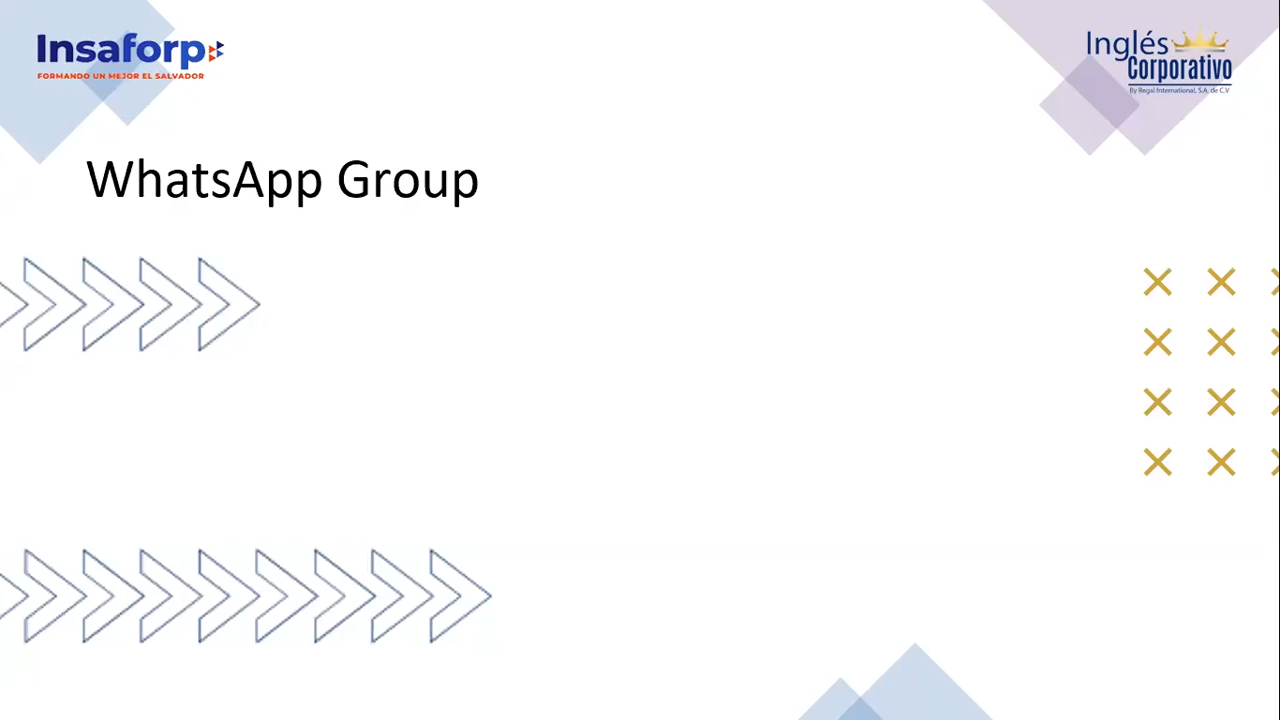 Insaforp
FORMANDO UN MEJOR EL SALVADOR
Inglés
Corporativo
By Regal International, S.A. de C.V
WhatsApp Group